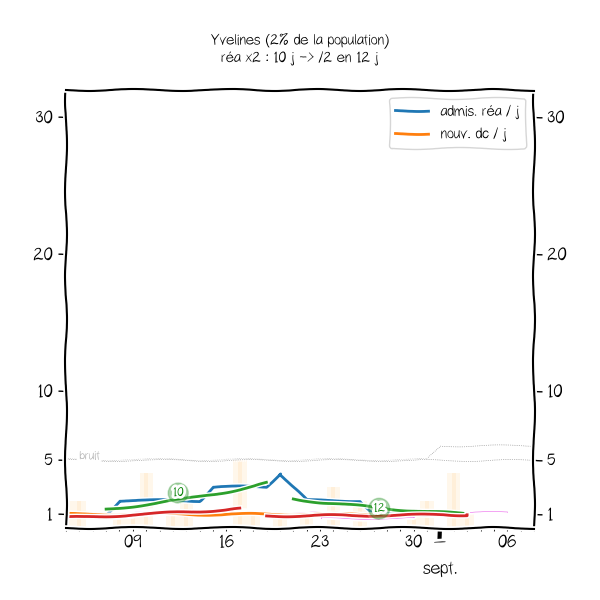 Yvelines (2% de la population)
réa x2 : 10 j -> /2 en 12 j
admis. réa / j
nouv. dc / j
30
30
20
20
10
10
bruit
5
5
10
12
1
1
09
16
23
30
06
sept.